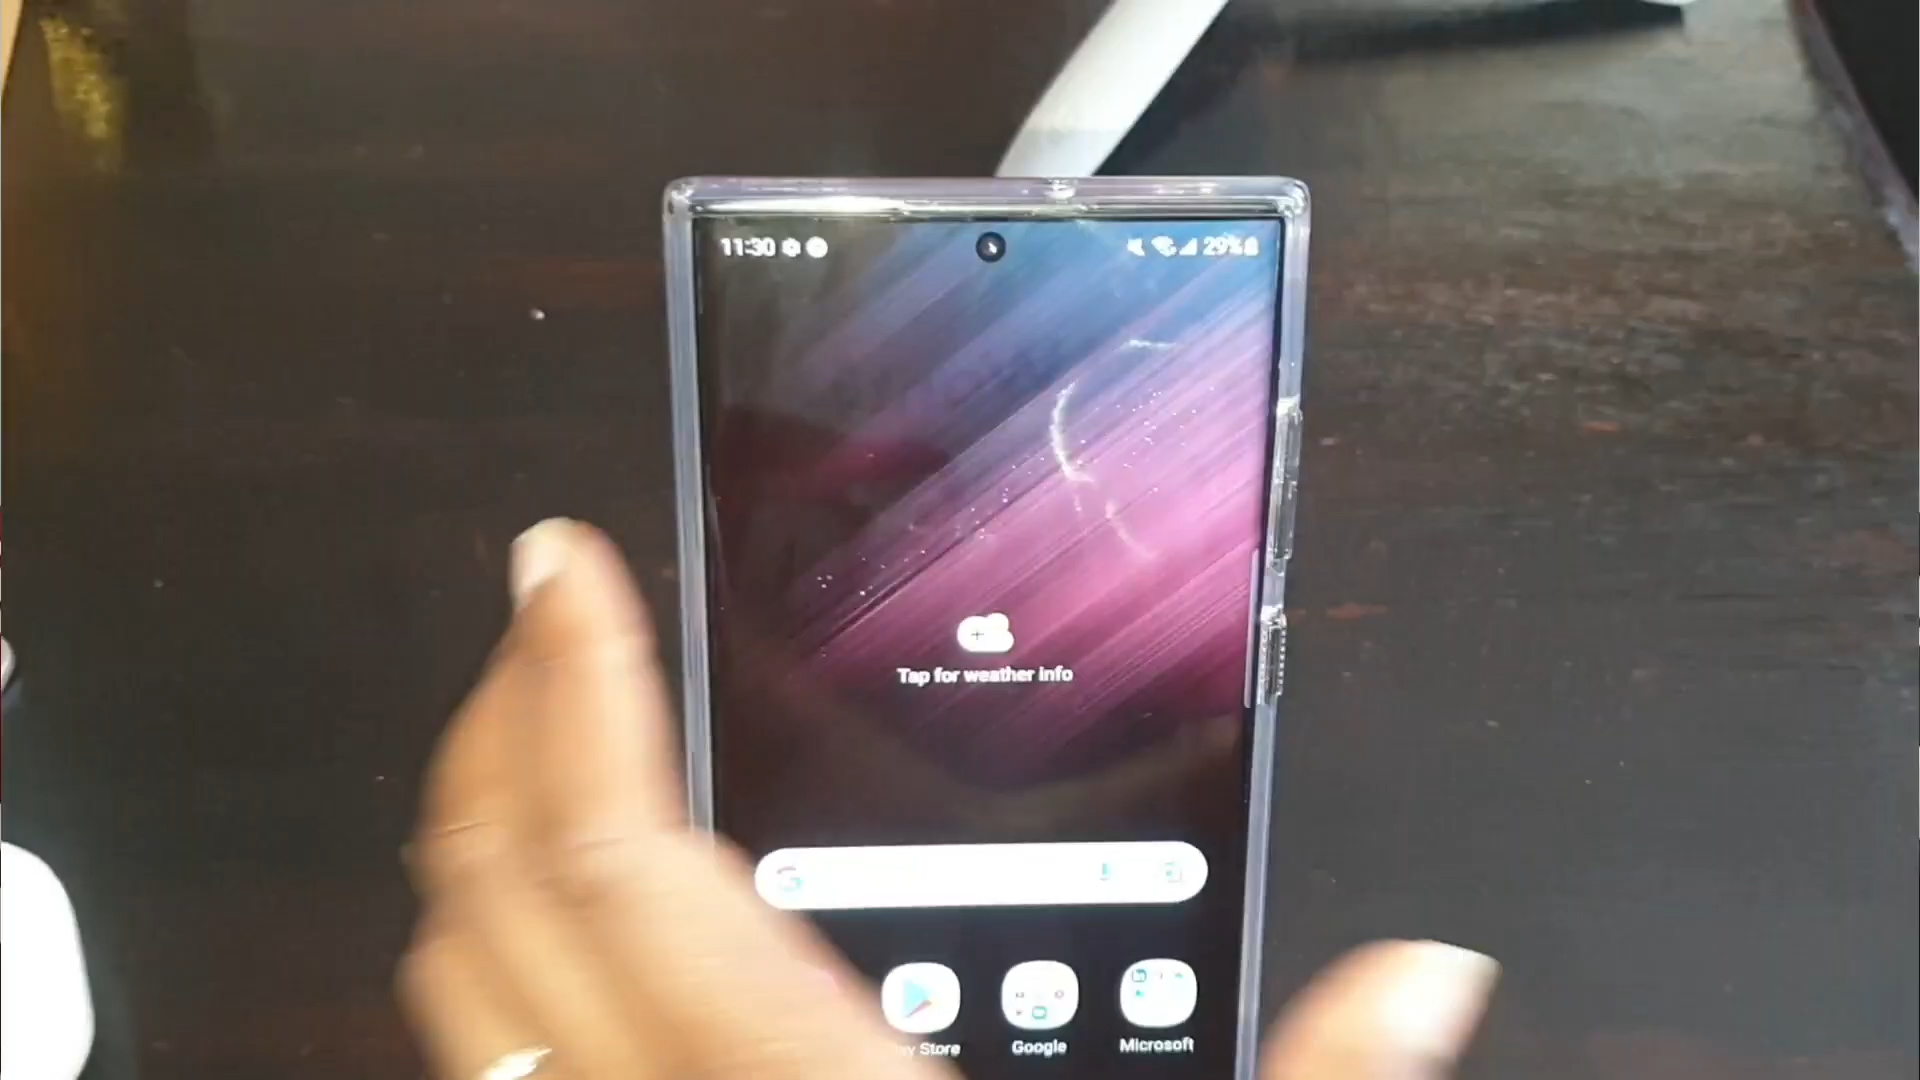 11:30
29%
Tap for weather info
Store
Google
Microsoft